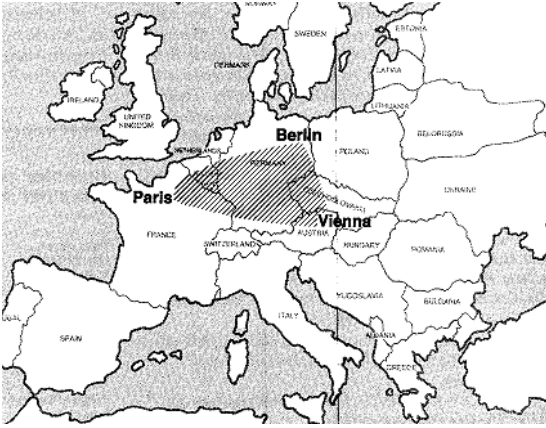 NORWAY
SWEDEN
ESTONIA
DENMARK
LATVIA
LITHUANIA
IRELAND
UNITED
KINGDOM
BELORUSSIA
Berlin
NETHERLANDS
POLAND
GERMANY
UKRAINE
Paris
Vienna
FRANCE
AUSTRIA
SWITZERLAND
HUNGARY
ROMANIA
YUGOSLAVIA
BULGARIA
ITALY
SPAIN
ALBANIA
GREECE